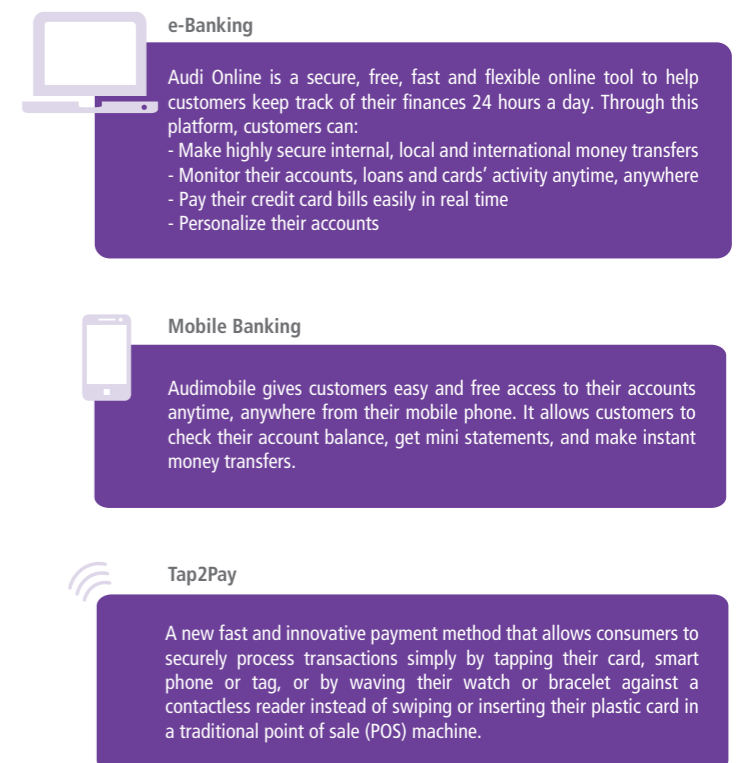 e-Banking
Audi Online is a secure, free, fast and flexible online tool to help
customers keep track of their finances 24 hours a day. Through this
platform, customers can:
- Make highly secure internal, local and international money transfers
- Monitor their accounts, loans and cards’ activity anytime, anywhere
- Pay their credit card bills easily in real time
- Personalize their accounts
Mobile Banking
Audimobile gives customers easy and free access to their accounts
anytime, anywhere from their mobile phone. It allows customers to
check their account balance, get mini statements, and make instant
money transfers.
Tap2Pay
A new fast and innovative payment method that allows consumers to
securely process transactions simply by tapping their card, smart
phone or tag, or by waving their watch or bracelet against a
contactless reader instead of swiping or inserting their plastic card in
a traditional point of sale (POS) machine.